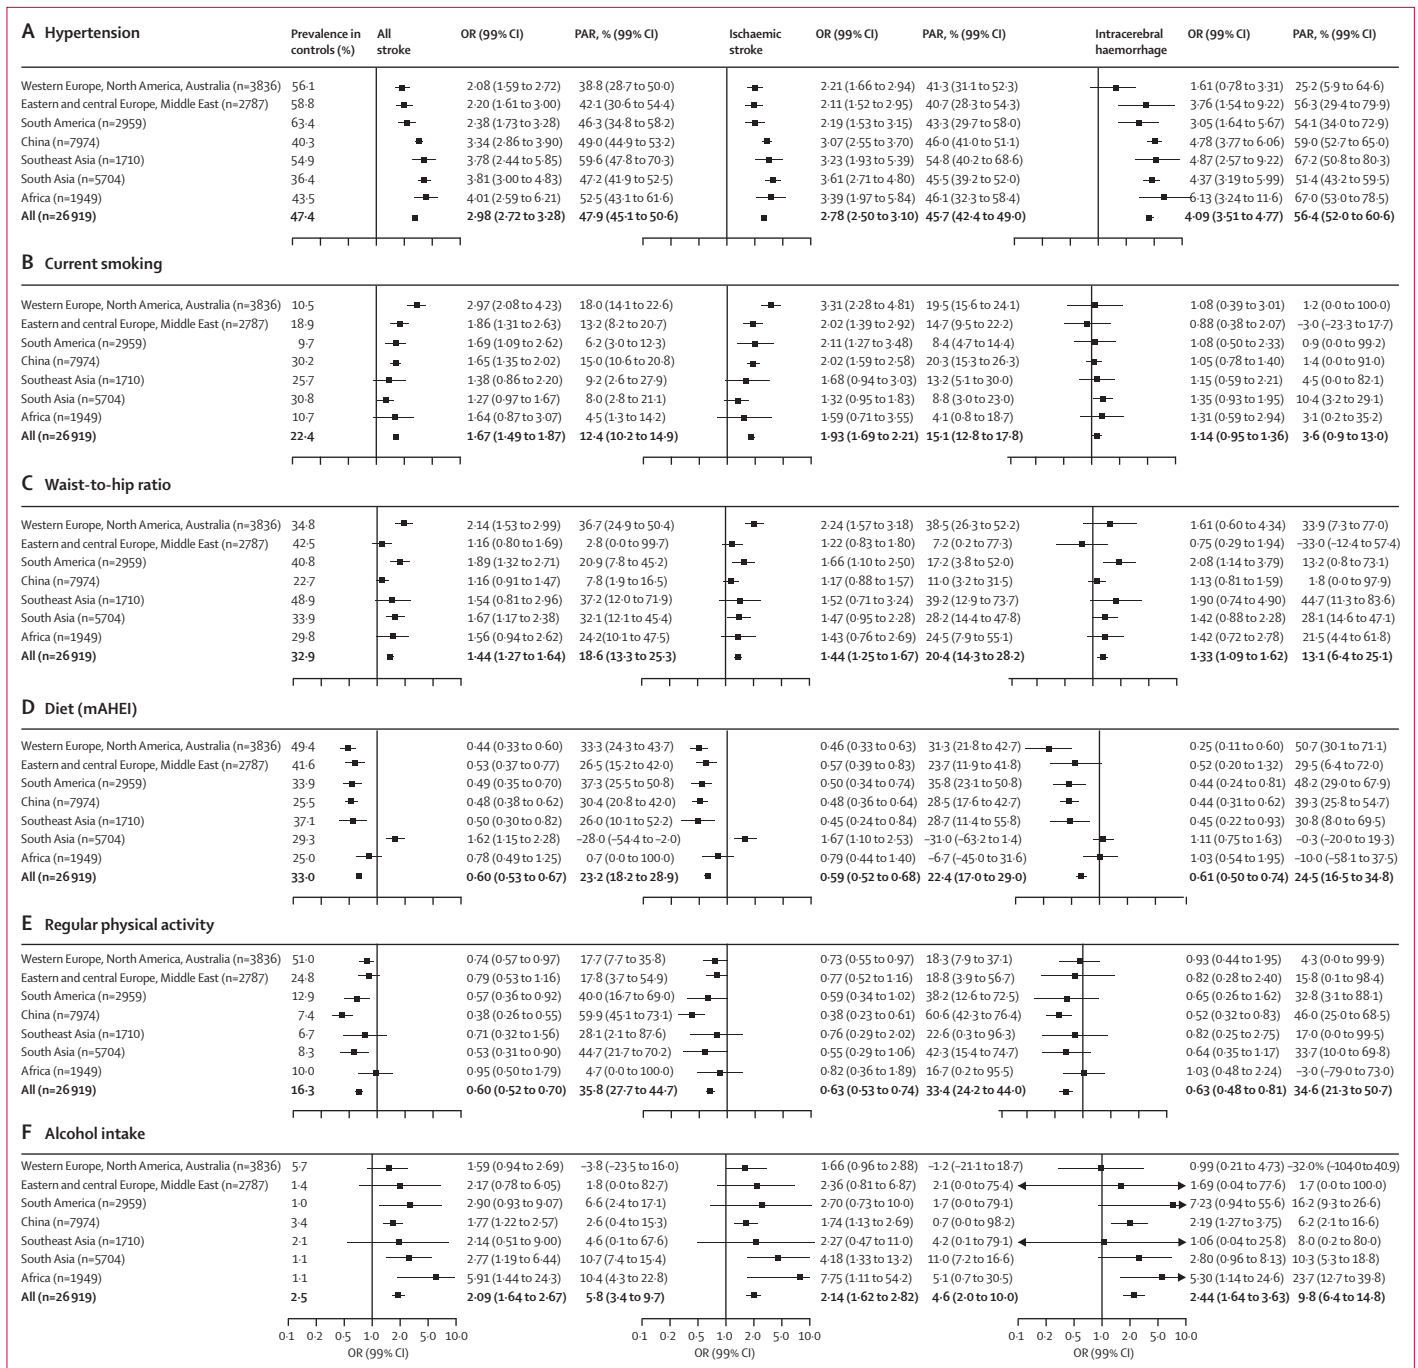 A Hypertension Prevalence in controls (%) All stroke OR (99% CI) PAR, % (99% CI) Ischaemic stroke OR (99% CI) PAR, % (99% CI) Intracerebral haemorrhage OR (99% CI) PAR, % (99% CI)
Western Europe, North America, Australia (n=3836) 56·1 2·08 (1·59 to 2·72) 38·8 (28·7 to 50·0) 2·21 (1·66 to 2·94) 41·3 (31·1 to 52·3) 1·61 (0·78 to 3·31) 25·2 (5·9 to 64·6)
Eastern and central Europe, Middle East (n=2787) 58·8 2·20 (1·61 to 3·00) 42·1 (30·6 to 54·4) 2·11 (1·52 to 2·95) 40·7 (28·3 to 54·3) 3·76 (1·54 to 9·22) 56·3 (29·4 to 79·9)
South America (n=2959) 63·4 2·38 (1·73 to 3·28) 46·3 (34·8 to 58·2) 2·19 (1·53 to 3·15) 43·3 (29·7 to 58·0) 3·05 (1·64 to 5·67) 54·1 (34·0 to 72·9)
China (n=7974) 40·3 3·34 (2·86 to 3·90) 49·0 (44·9 to 53·2) 3·07 (2·55 to 3·70) 46·0 (41·0 to 51·1) 4·78 (3·77 to 6·06) 59·0 (52·7 to 65·0)
Southeast Asia (n=1710) 54·9 3·78 (2·44 to 5·85) 59·6 (47·8 to 70·3) 3·23 (1·93 to 5·39) 54·8 (40·2 to 68·6) 4·87 (2·57 to 9·22) 67·2 (50·8 to 80·3)
South Asia (n=5704) 36·4 3·81 (3·00 to 4·83) 47·2 (41·9 to 52·5) 3·61 (2·71 to 4·80) 45·5 (39·2 to 52·0) 4·37 (3·19 to 5·99) 51·4 (43·2 to 59·5)
Africa (n=1949) 43·5 4·01 (2·59 to 6·21) 52·5 (43·1 to 61·6) 3·39 (1·97 to 5·84) 46·1 (32·3 to 58·4) 6·13 (3·24 to 11·6) 67·0 (53·0 to 78·5)
All (n=26 919) 47·4 2·98 (2·72 to 3·28) 47·9 (45·1 to 50·6) 2·78 (2·50 to 3·10) 45·7 (42·4 to 49·0) 4·09 (3·51 to 4·77) 56·4 (52·0 to 60·6)
B Current smoking
Western Europe, North America, Australia (n=3836) 10·5 2·97 (2·08 to 4·23) 18·0 (14·1 to 22·6) 3·31 (2·28 to 4·81) 19·5 (15·6 to 24·1) 1·08 (0·39 to 3·01) 1·2 (0·0 to 100·0)
Eastern and central Europe, Middle East (n=2787) 18·9 1·86 (1·31 to 2·63) 13·2 (8·2 to 20·7) 2·02 (1·39 to 2·92) 14·7 (9·5 to 22·2) 0·88 (0·38 to 2·07) –3·0 (–23·3 to 17·7)
South America (n=2959) 9·7 1·69 (1·09 to 2·62) 6·2 (3·0 to 12·3) 2·11 (1·27 to 3·48) 8·4 (4·7 to 14·4) 1·08 (0·50 to 2·33) 0·9 (0·0 to 99·2)
China (n=7974) 30·2 1·65 (1·35 to 2·02) 15·0 (10·6 to 20·8) 2·02 (1·59 to 2·58) 20·3 (15·3 to 26·3) 1·05 (0·78 to 1·40) 1·4 (0·0 to 91·0)
Southeast Asia (n=1710) 25·7 1·38 (0·86 to 2·20) 9·2 (2·6 to 27·9) 1·68 (0·94 to 3·03) 13·2 (5·1 to 30·0) 1·15 (0·59 to 2·21) 4·5 (0·0 to 82·1)
South Asia (n=5704) 30·8 1·27 (0·97 to 1·67) 8·0 (2·8 to 21·1) 1·32 (0·95 to 1·83) 8·8 (3·0 to 23·0) 1·35 (0·93 to 1·95) 10·4 (3·2 to 29·1)
Africa (n=1949) 10·7 1·64 (0·87 to 3·07) 4·5 (1·3 to 14·2) 1·59 (0·71 to 3·55) 4·1 (0·8 to 18·7) 1·31 (0·59 to 2·94) 3·1 (0·2 to 35·2)
All (n=26 919) 22·4 1·67 (1·49 to 1·87) 12·4 (10·2 to 14·9) 1·93 (1·69 to 2·21) 15·1 (12·8 to 17·8) 1·14 (0·95 to 1·36) 3·6 (0·9 to 13·0)
C Waist-to-hip ratio
Western Europe, North America, Australia (n=3836) 34·8 2·14 (1·53 to 2·99) 36·7 (24·9 to 50·4) 2·24 (1·57 to 3·18) 38·5 (26·3 to 52·2) 1·61 (0·60 to 4·34) 33·9 (7·3 to 77·0)
Eastern and central Europe, Middle East (n=2787) 42·5 1·16 (0·80 to 1·69) 2·8 (0·0 to 99·7) 1·22 (0·83 to 1·80) 7·2 (0·2 to 77·3) 0·75 (0·29 to 1·94) –33·0 (–12·4 to 57·4)
South America (n=2959) 40·8 1·89 (1·32 to 2·71) 20·9 (7·8 to 45·2) 1·66 (1·10 to 2·50) 17·2 (3·8 to 52·0) 2·08 (1·14 to 3·79) 13·2 (0·8 to 73·1)
China (n=7974) 22·7 1·16 (0·91 to 1·47) 7·8 (1·9 to 16·5) 1·17 (0·88 to 1·57) 11·0 (3·2 to 31·5) 1·13 (0·81 to 1·59) 1·8 (0·0 to 97·9)
Southeast Asia (n=1710) 48·9 1·54 (0·81 to 2·96) 37·2 (12·0 to 71·9) 1·52 (0·71 to 3·24) 39·2 (12·9 to 73·7) 1·90 (0·74 to 4·90) 44·7 (11·3 to 83·6)
South Asia (n=5704) 33·9 1·67 (1·17 to 2·38) 32·1 (12·1 to 45·4) 1·47 (0·95 to 2·28) 28·2 (14·4 to 47·8) 1·42 (0·88 to 2·28) 28·1 (14·6 to 47·1)
Africa (n=1949) 29·8 1·56 (0·94 to 2·62) 24·2(10·1 to 47·5) 1·43 (0·76 to 2·69) 24·5 (7·9 to 55·1) 1·42 (0·72 to 2·78) 21·5 (4·4 to 61·8)
All (n=26 919) 32·9 1·44 (1·27 to 1·64) 18·6 (13·3 to 25·3) 1·44 (1·25 to 1·67) 20·4 (14·3 to 28·2) 1·33 (1·09 to 1·62) 13·1 (6·4 to 25·1)
D Diet (mAHEI)
Western Europe, North America, Australia (n=3836) 49·4 0·44 (0·33 to 0·60) 33·3 (24·3 to 43·7) 0·46 (0·33 to 0·63) 31·3 (21·8 to 42·7) 0·25 (0·11 to 0·60) 50·7 (30·1 to 71·1)
Eastern and central Europe, Middle East (n=2787) 41·6 0·53 (0·37 to 0·77) 26·5 (15·2 to 42·0) 0·57 (0·39 to 0·83) 23·7 (11·9 to 41·8) 0·52 (0·20 to 1·32) 29·5 (6·4 to 72·0)
South America (n=2959) 33·9 0·49 (0·35 to 0·70) 37·3 (25·5 to 50·8) 0·50 (0·34 to 0·74) 35·8 (23·1 to 50·8) 0·44 (0·24 to 0·81) 48·2 (29·0 to 67·9)
China (n=7974) 25·5 0·48 (0·38 to 0·62) 30·4 (20·8 to 42·0) 0·48 (0·36 to 0·64) 28·5 (17·6 to 42·7) 0·44 (0·31 to 0·62) 39·3 (25·8 to 54·7)
Southeast Asia (n=1710) 37·1 0·50 (0·30 to 0·82) 26·0 (10·1 to 52·2) 0·45 (0·24 to 0·84) 28·7 (11·4 to 55·8) 0·45 (0·22 to 0·93) 30·8 (8·0 to 69·5)
South Asia (n=5704) 29·3 1·62 (1·15 to 2·28) –28·0 (–54·4 to –2·0) 1·67 (1·10 to 2·53) –31·0 (–63·2 to 1·4) 1·11 (0·75 to 1·63) –0·3 (–20·0 to 19·3)
Africa (n=1949) 25·0 0·78 (0·49 to 1·25) 0·7 (0·0 to 100·0) 0·79 (0·44 to 1·40) –6·7 (–45·0 to 31·6) 1·03 (0·54 to 1·95) –10·0 (–58·1 to 37·5)
All (n=26 919) 33·0 0·60 (0·53 to 0·67) 23·2 (18·2 to 28·9) 0·59 (0·52 to 0·68) 22·4 (17·0 to 29·0) 0·61 (0·50 to 0·74) 24·5 (16·5 to 34·8)
E Regular physical activity
Western Europe, North America, Australia (n=3836) 51·0 0·74 (0·57 to 0·97) 17·7 (7·7 to 35·8) 0·73 (0·55 to 0·97) 18·3 (7·9 to 37·1) 0·93 (0·44 to 1·95) 4·3 (0·0 to 99·9)
Eastern and central Europe, Middle East (n=2787) 24·8 0·79 (0·53 to 1·16) 17·8 (3·7 to 54·9) 0·77 (0·52 to 1·16) 18·8 (3·9 to 56·7) 0·82 (0·28 to 2·40) 15·8 (0·1 to 98·4)
South America (n=2959) 12·9 0·57 (0·36 to 0·92) 40·0 (16·7 to 69·0) 0·59 (0·34 to 1·02) 38·2 (12·6 to 72·5) 0·65 (0·26 to 1·62) 32·8 (3·1 to 88·1)
China (n=7974) 7·4 0·38 (0·26 to 0·55) 59·9 (45·1 to 73·1) 0·38 (0·23 to 0·61) 60·6 (42·3 to 76·4) 0·52 (0·32 to 0·83) 46·0 (25·0 to 68·5)
Southeast Asia (n=1710) 6·7 0·71 (0·32 to 1·56) 28·1 (2·1 to 87·6) 0·76 (0·29 to 2·02) 22·6 (0·3 to 96·3) 0·82 (0·25 to 2·75) 17·0 (0·0 to 99·5)
South Asia (n=5704) 8·3 0·53 (0·31 to 0·90) 44·7 (21·7 to 70·2) 0·55 (0·29 to 1·06) 42·3 (15·4 to 74·7) 0·64 (0·35 to 1·17) 33·7 (10·0 to 69·8)
Africa (n=1949) 10·0 0·95 (0·50 to 1·79) 4·7 (0·0 to 100·0) 0·82 (0·36 to 1·89) 16·7 (0·2 to 95·5) 1·03 (0·48 to 2·24) –3·0 (–79·0 to 73·0)
All (n=26 919) 16·3 0·60 (0·52 to 0·70) 35·8 (27·7 to 44·7) 0·63 (0·53 to 0·74) 33·4 (24·2 to 44·0) 0·63 (0·48 to 0·81) 34·6 (21·3 to 50·7)
F Alcohol intake
Western Europe, North America, Australia (n=3836) 5·7 1·59 (0·94 to 2·69) –3·8 (–23·5 to 16·0) 1·66 (0·96 to 2·88) –1·2 (–21·1 to 18·7) 0·99 (0·21 to 4·73) –32·0% (–104·0 to 40·9)
Eastern and central Europe, Middle East (n=2787) 1·4 2·17 (0·78 to 6·05) 1·8 (0·0 to 82·7) 2·36 (0·81 to 6·87) 2·1 (0·0 to 75·4) 1·69 (0·04 to 77·6) 1·7 (0·0 to 100·0)
South America (n=2959) 1·0 2·90 (0·93 to 9·07) 6·6 (2·4 to 17·1) 2·70 (0·73 to 10·0) 1·7 (0·0 to 79·1) 7·23 (0·94 to 55·6) 16·2 (9·3 to 26·6)
China (n=7974) 3·4 1·77 (1·22 to 2·57) 2·6 (0·4 to 15·3) 1·74 (1·13 to 2·69) 0·7 (0·0 to 98·2) 2·19 (1·27 to 3·75) 6·2 (2·1 to 16·6)
Southeast Asia (n=1710) 2·1 2·14 (0·51 to 9·00) 4·6 (0·1 to 67·6) 2·27 (0·47 to 11·0) 4·2 (0·1 to 79·1) 1·06 (0·04 to 25·8) 8·0 (0·2 to 80·0)
South Asia (n=5704) 1·1 2·77 (1·19 to 6·44) 10·7 (7·4 to 15·4) 4·18 (1·33 to 13·2) 11·0 (7·2 to 16·6) 2·80 (0·96 to 8·13) 10·3 (5·3 to 18·8)
Africa (n=1949) 1·1 5·91 (1·44 to 24·3) 10·4 (4·3 to 22·8) 7·75 (1·11 to 54·2) 5·1 (0·7 to 30·5) 5·30 (1·14 to 24·6) 23·7 (12·7 to 39·8)
All (n=26 919) 2·5 2·09 (1·64 to 2·67) 5·8 (3·4 to 9·7) 2·14 (1·62 to 2·82) 4·6 (2·0 to 10·0) 2·44 (1·64 to 3·63) 9·8 (6·4 to 14·8)
0·1 0·2 0·5 1·0 2·0 5·0 10·0 0·1 0·2 0·5 1·0 2·0 5·0 10·0 0·1 0·2 0·5 1·0 2·0 5·0 10·0
OR (99% CI) OR (99% CI) OR (99% CI)